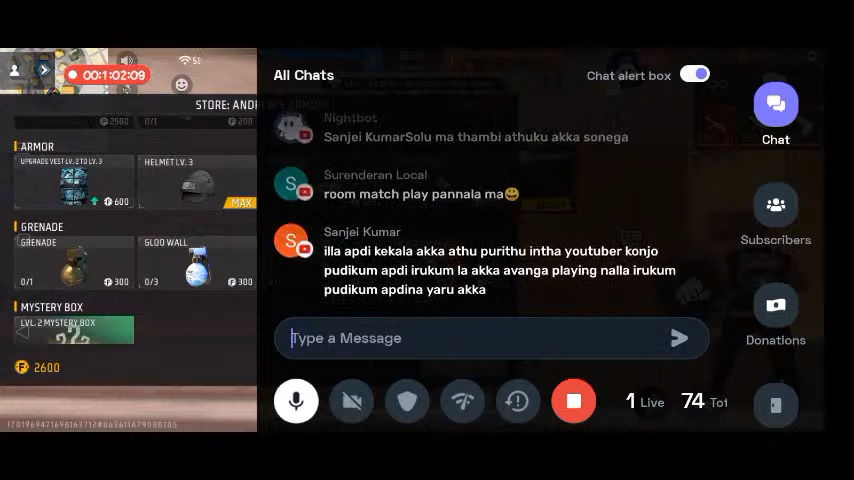 00:1:02:09
5
STORE: AND
2500
0/1
200
ARMOR
UPGRADE VEST LV. 2 TO LV. 3
600
HELMET LV. 3
MAX
GRENADE
GRENADE
0/1
300
GLOO WALL
0/3
300
MYSTERY BOX
LVL. 2 MYSTERY BOX
2600
All Chats
Chat alert box
Nightbot
Sanjei KumarSolu ma thambi athuku akka sonega
S
Surenderan Local
room match play pannala ma😃
S
Sanjei Kumar
illa apdi kekala akka athu purithu intha youtuber konjo
pudikum apdi irukum la akka avanga playing nalla irukum
pudikum apdina yaru akka
Type a Message
1 Live
74 Tot
Chat
Subscribers
Donations